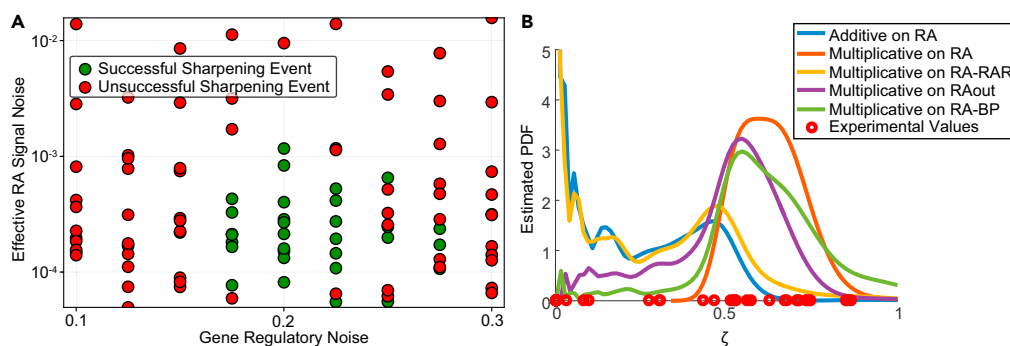 A
Effective RA Signal Noise
10⁻²
10⁻³
10⁻⁴
Successful Sharpening Event
Unsuccessful Sharpening Event
0.1
0.2
0.3
Gene Regulatory Noise
B
Estimated PDF
5
4
3
2
1
0
Additive on RA
Multiplicative on RA
Multiplicative on RA-RAR
Multiplicative on RAout
Multiplicative on RA-BP
Experimental Values
0
0.5
1
ζ